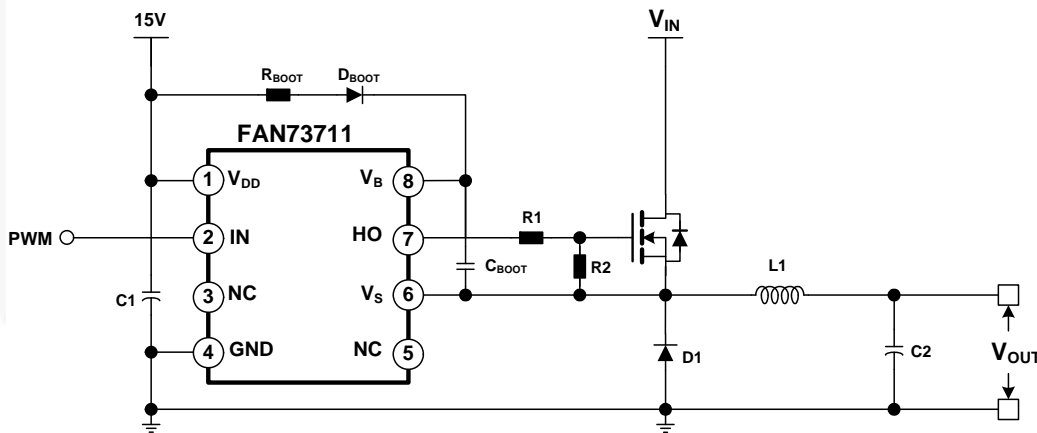 15V
V_IN
R_BOOT
D_BOOT
FAN73711
1 V_DD
V_B 8
PWM
2 IN
HO 7
R1
C_BOOT
R2
L1
C1
3 NC
V_S 6
4 GND
NC 5
D1
C2
V_OUT